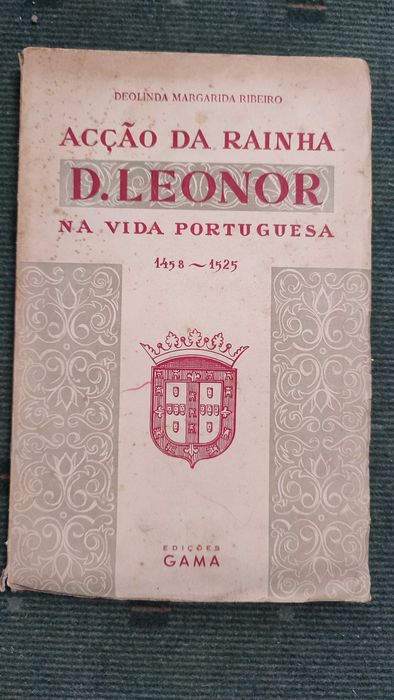 DEOLINDA MARGARIDA RIBEIRO
ACÇÃO DA RAINHA
D. LEONOR
NA VIDA PORTUGUESA
1458 ~ 1525
EDIÇÕES
GAMA